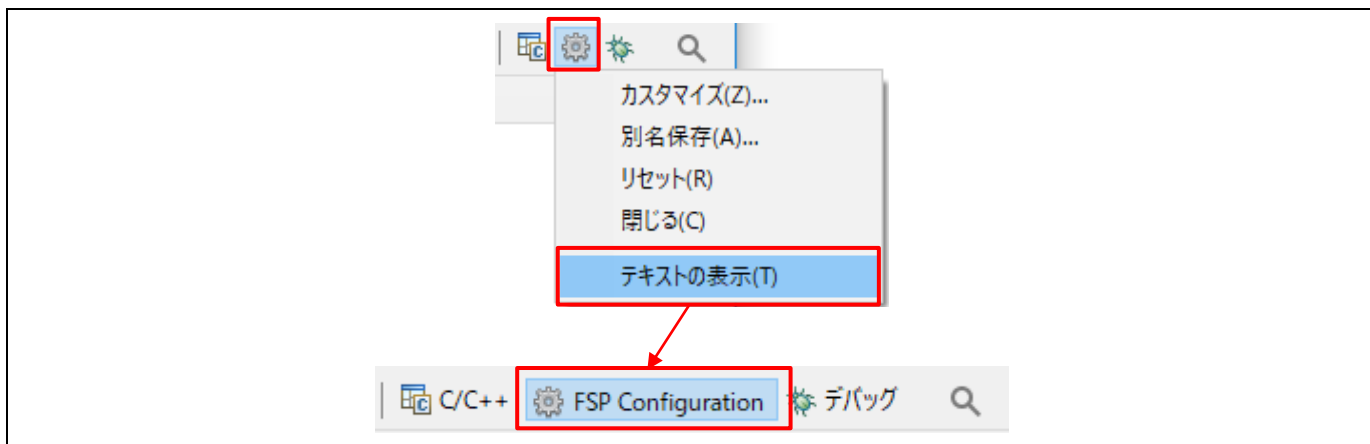 カスタマイズ(Z)...
別名保存(A)...
リセット(R)
閉じる(C)
テキストの表示(T)
C/C++ FSP Configuration デバッグ